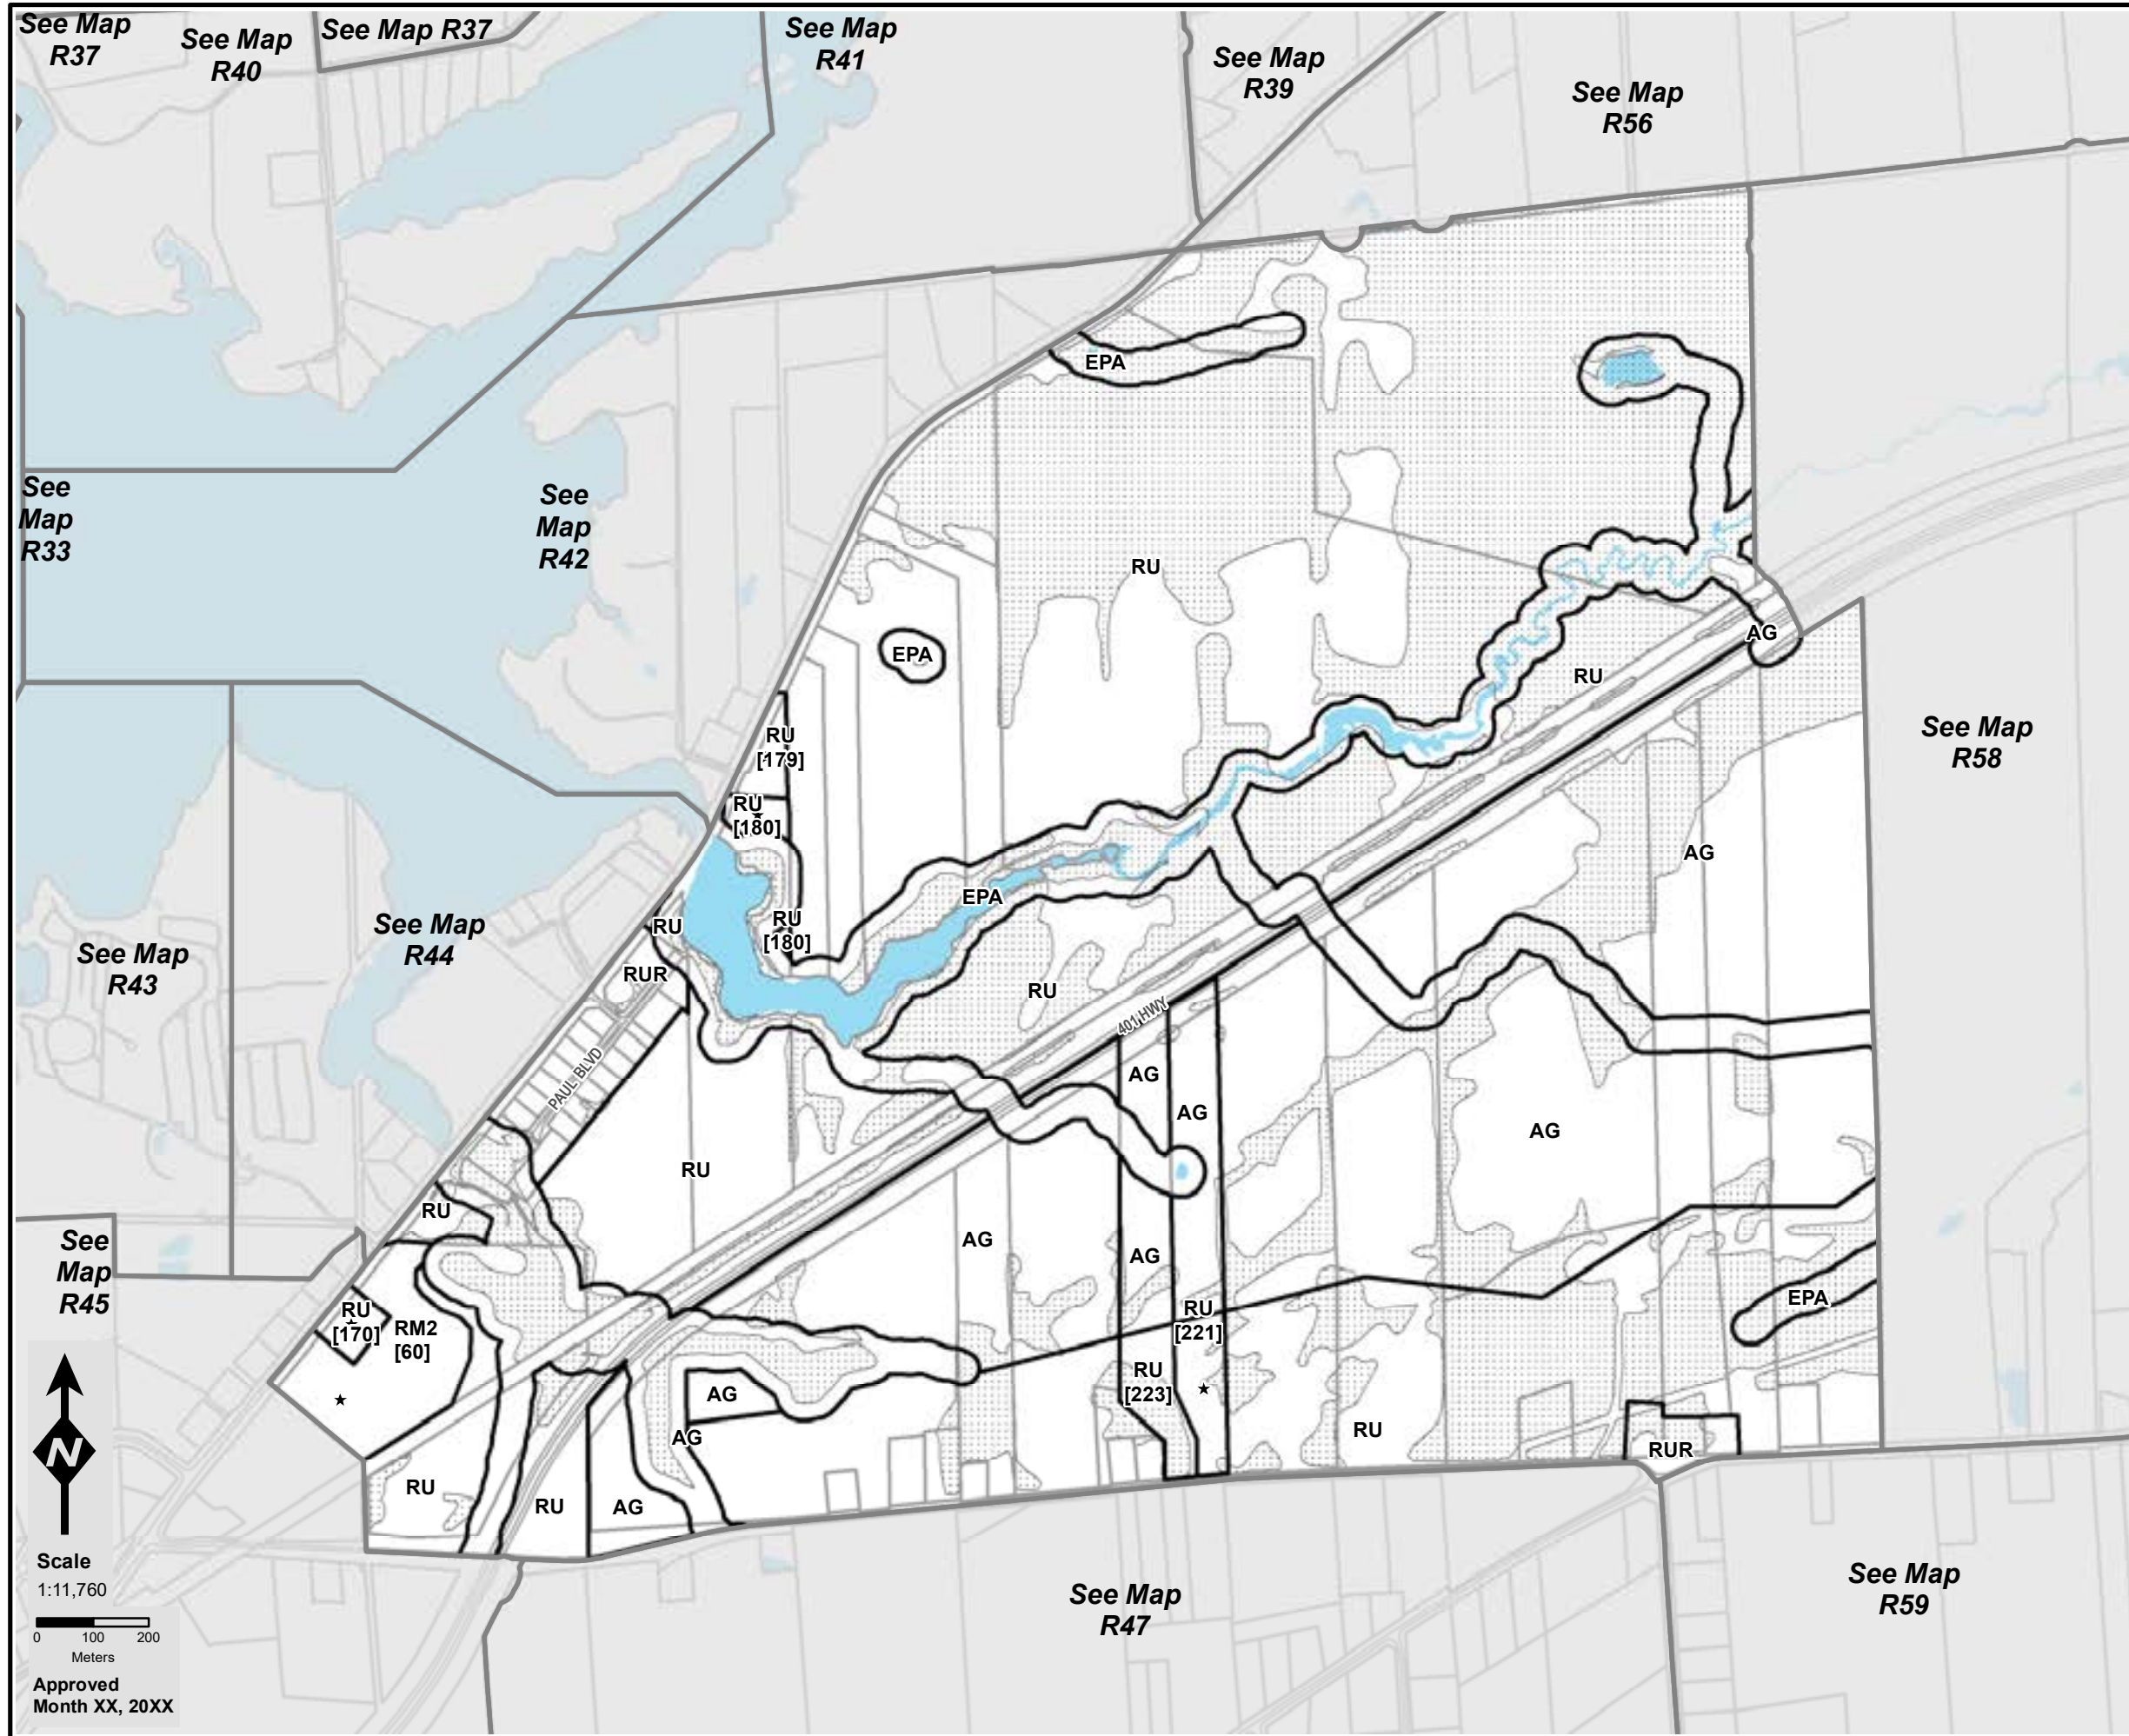 See Map
R37
See Map
R40
See Map R37
See Map
R41
See Map
R39
See Map
R56
EPA
See
Map
R33
See
Map
R42
RU
EPA
AG
RU
See Map
R58
RU
[179]
RU
[180]
AG
EPA
RU
[180]
RU
See Map
R44
See Map
R43
RUR
RU
401 HWY
PAUL BLVD
AG
AG
AG
RU
RU
AG
AG
See
Map
R45
EPA
RU
[170]
RM2
[60]
RU
[221]
RU
[223]
AG
AG
RU
RUR
RU
RU
AG
N
Scale
1:11,760
0 100 200
Meters
Approved
Month XX, 20XX
See Map
R47
See Map
R59